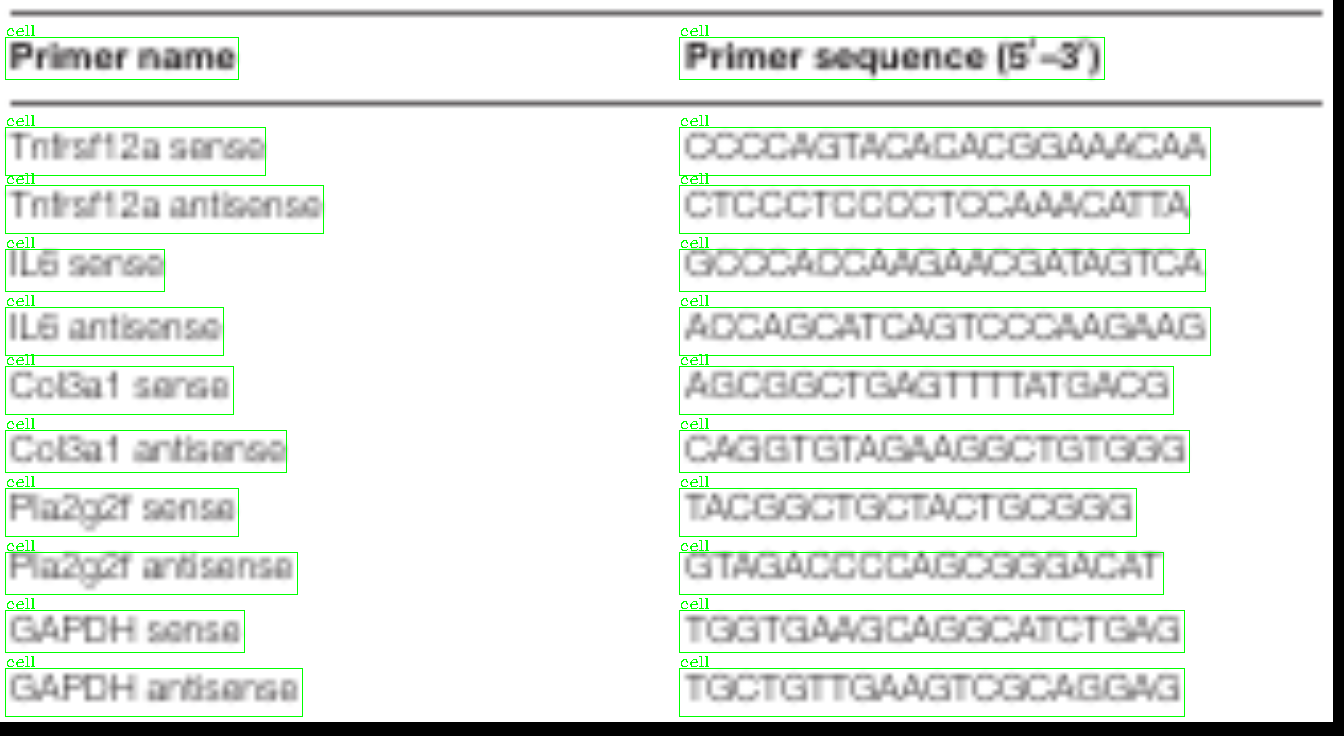 Primer name Primer sequence (5′–3′)
Tnfrsf12a sense CCCCAGTACACACGGAAACAA
Tnfrsf12a antisense CTCCCTCCCCTCCAAACATTA
IL6 sense GCCCACCAAGAACGATAGTCA
IL6 antisense ACCAGCATCAGTCCCAAGAAG
Col3a1 sense AGCGGCTGAGTTTTATGACG
Col3a1 antisense CAGGTGTAGAAGGCTGTGGG
Pla2g2f sense TACGGCTGCTACTGCGGG
Pla2g2f antisense GTAGACCCCCAGCGGGACAT
GAPDH sense TGGTGAAGCAGGCATCTGAG
GAPDH antisense TGCTGTTGAAGTCGCAGGAG